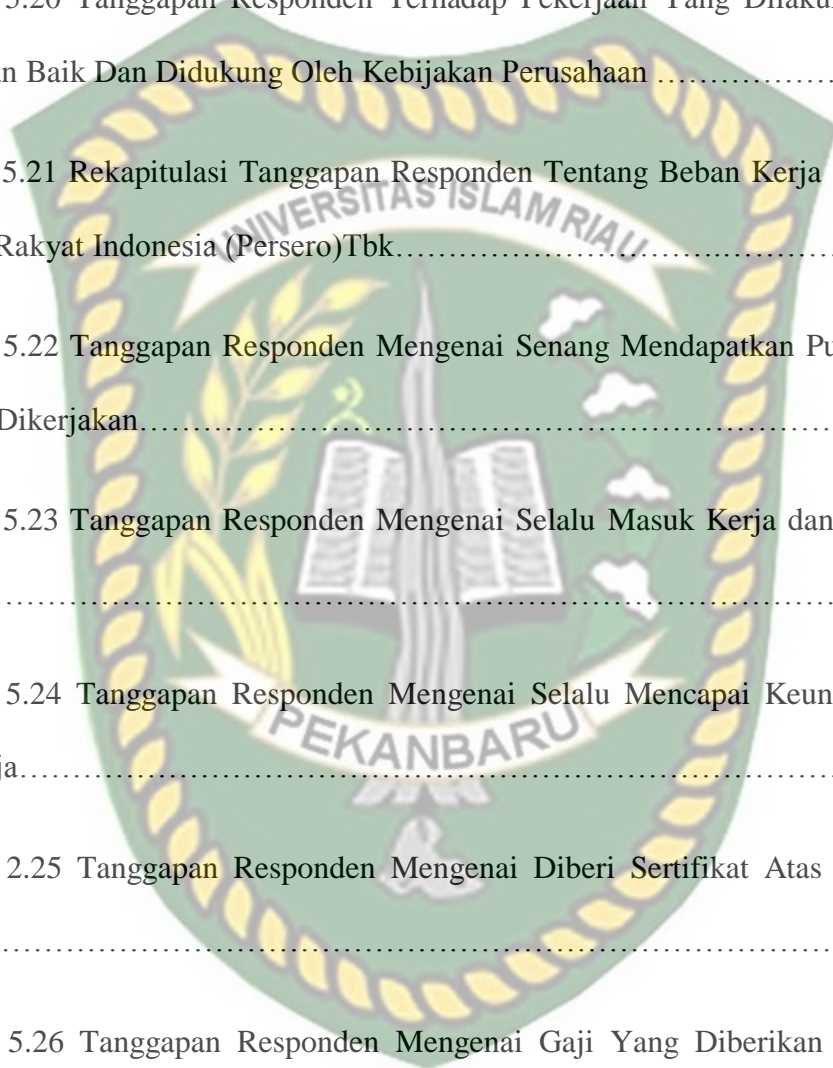 5.20 Tanggapan Responden Terhadap Pekerjaan Yang
an Baik Dan Didukung Oleh Kebijakan Perusahaan ………………
5.21 Rekapitulasi Tanggapan Responden Tentang Beban Kerja
UNIVERSITAS ISLAM RIAU
Rakyat Indonesia (Persero)Tbk…………………………..…………
5.22 Tanggapan Responden Mengenai Senang Mendapatkan
Dikerjakan……………………………………………………………
5.23 Tanggapan Responden Mengenai Selalu Masuk Kerja dan
……………………………………………………………………
5.24 Tanggapan Responden Mengenai Selalu Mencapai
PEKANBARU
ja……………………………………………………………………
2.25 Tanggapan Responden Mengenai Diberi Sertifikat Atas
……………………………………………………………………
5.26 Tanggapan Responden Mengenai Gaji Yang Diberikan